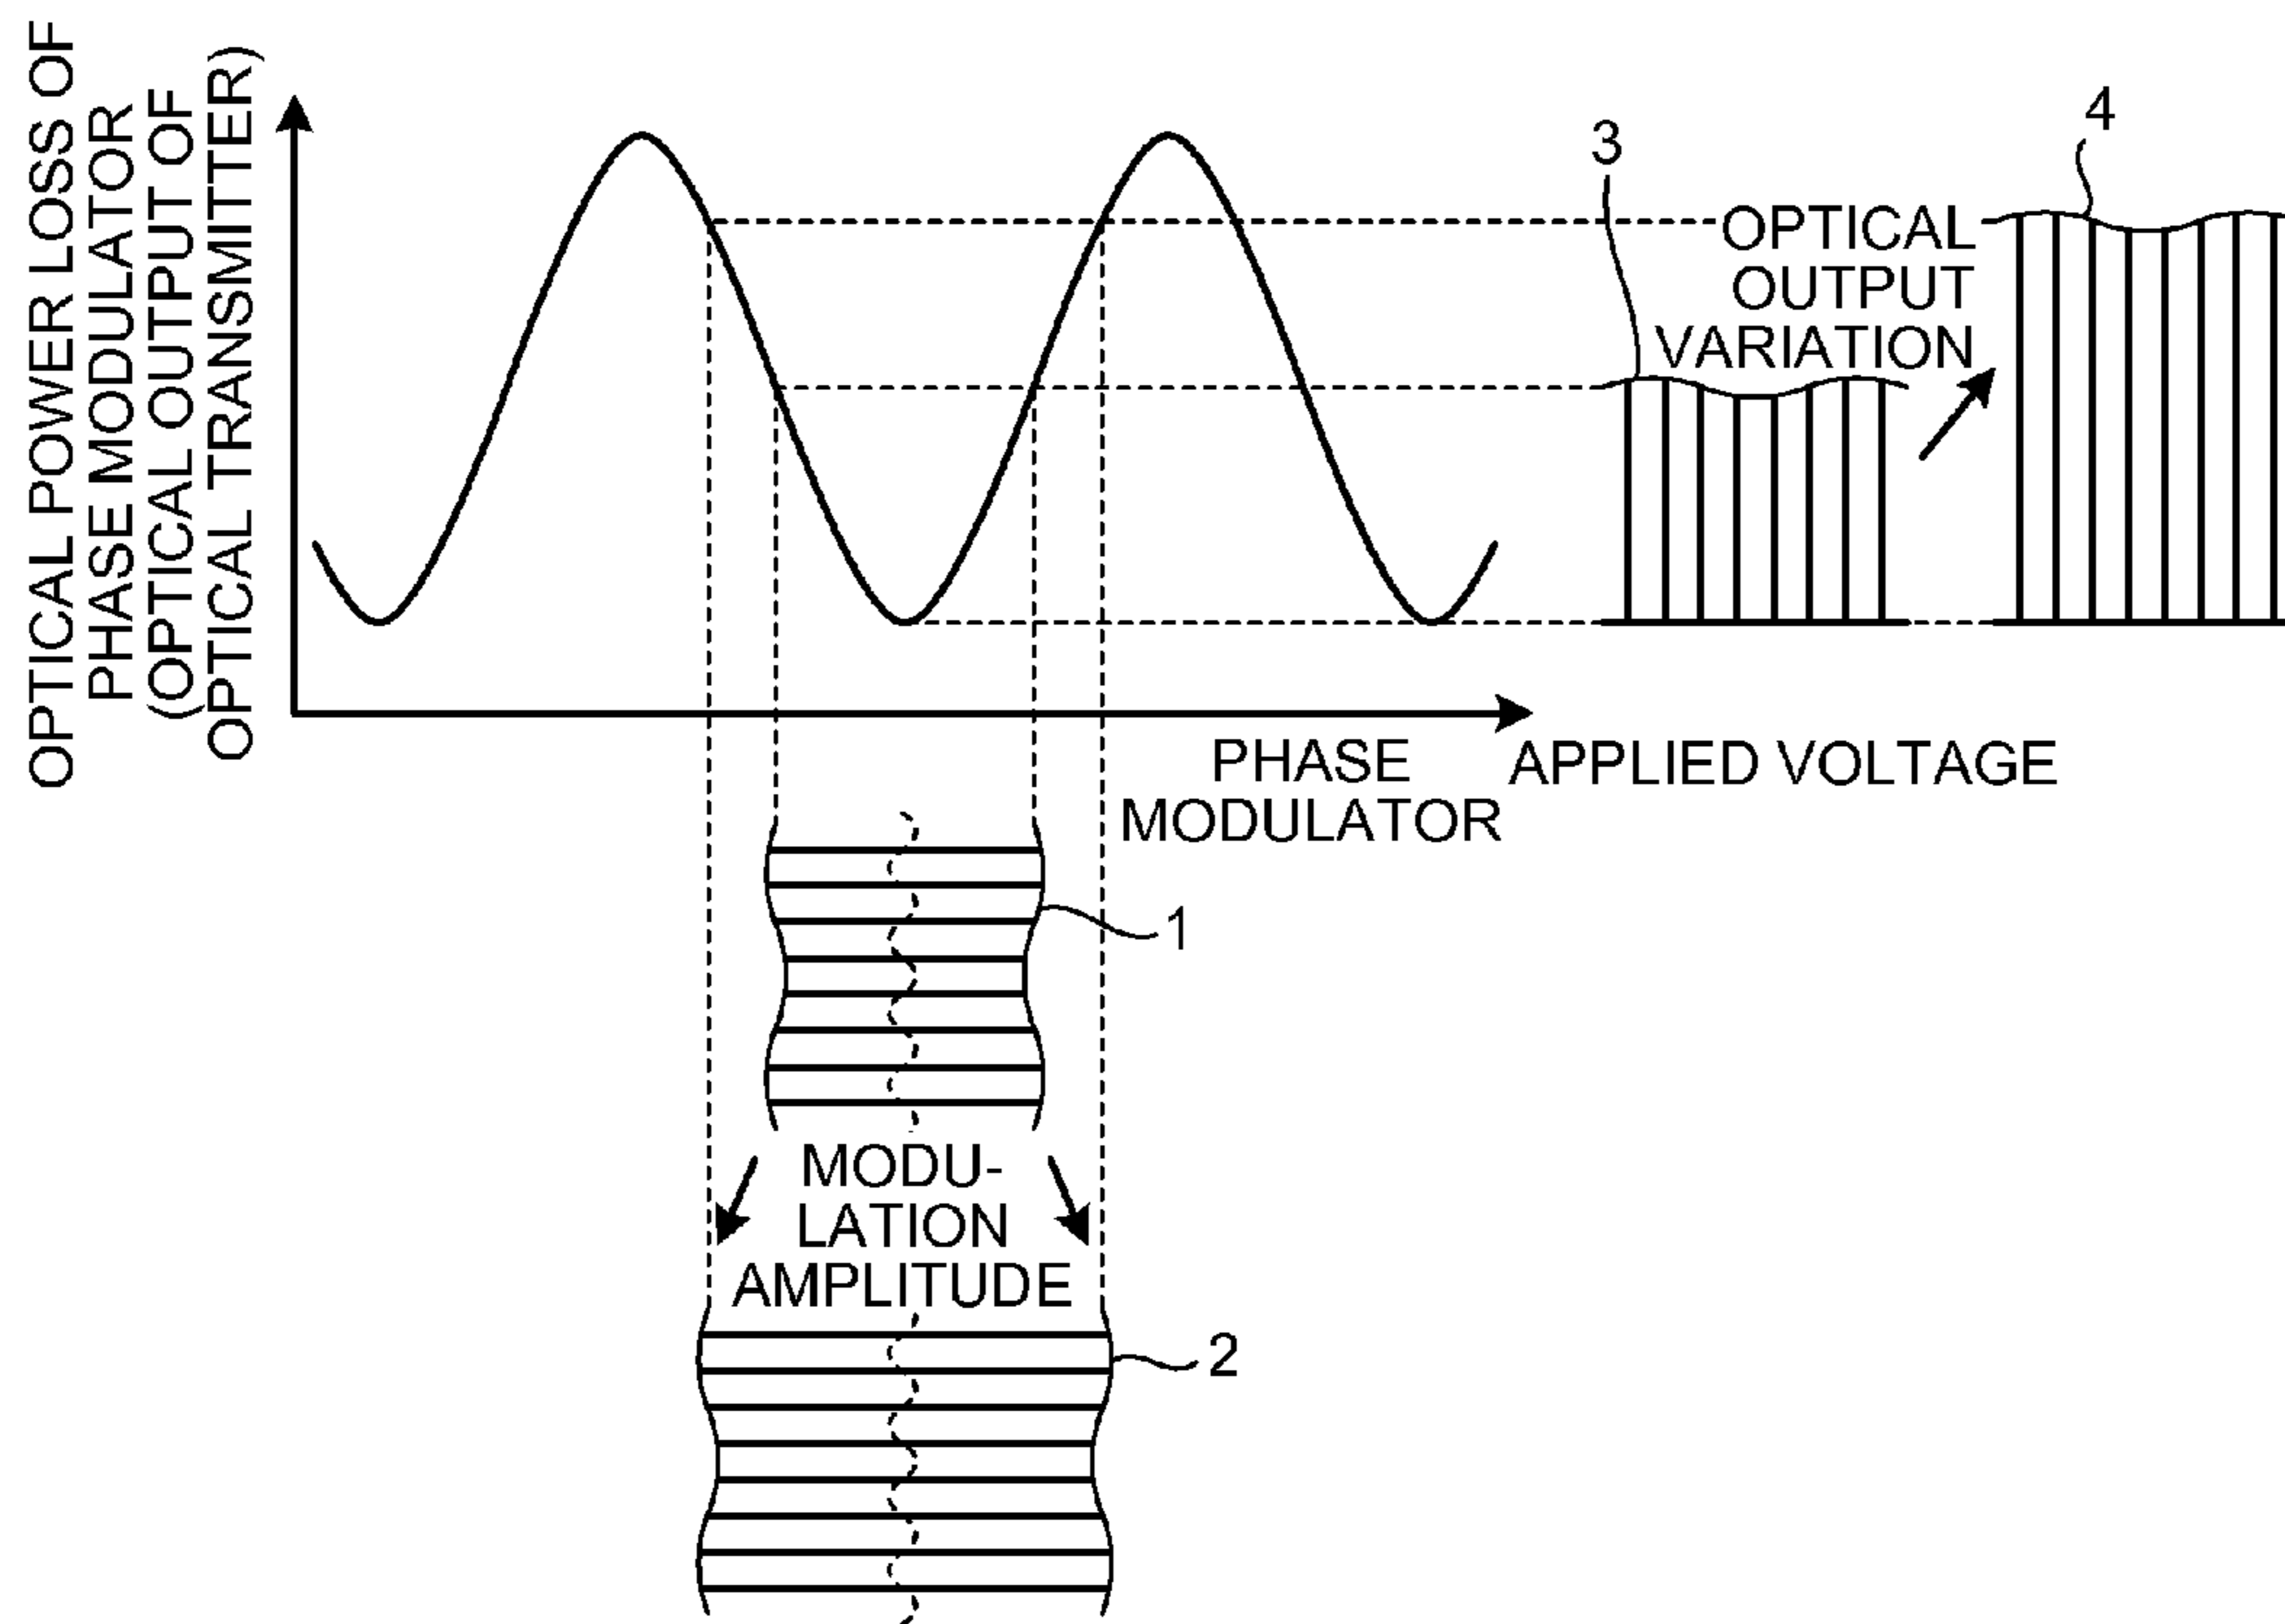 OPTICAL POWER LOSS OF
PHASE MODULATOR
(OPTICAL OUTPUT OF
OPTICAL TRANSMITTER)
3
4
OPTICAL
OUTPUT
VARIATION
PHASE
MODULATOR
APPLIED VOLTAGE
1
MODU-
LATION
AMPLITUDE
2